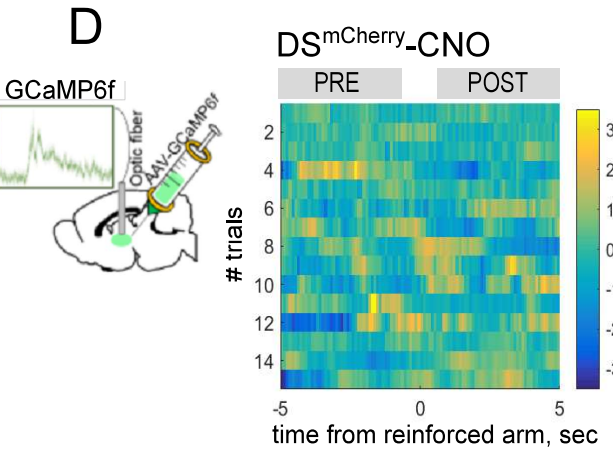 D
DSmCherry-CNO
GCaMP6f
PRE
POST
Optic fiber
AAV-GCaMP6f
# trials
2
4
6
8
10
12
14
-5
0
5
time from reinforced arm, sec
3
2
1
0